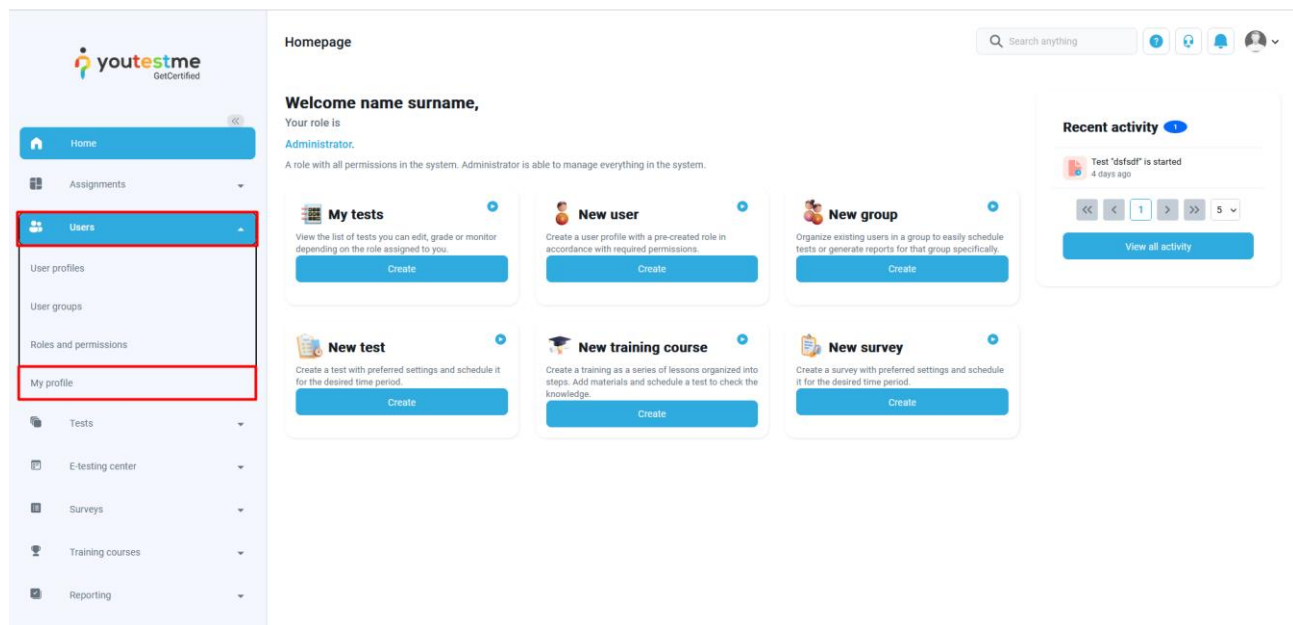 youtestme
GetCertified
Home
Assignments
Users
User profiles
User groups
Roles and permissions
My profile
Tests
E-testing center
Surveys
Training courses
Reporting
Homepage
Search anything
Welcome name surname,
Your role is
Administrator.
A role with all permissions in the system. Administrator is able to manage everything in the system.
My tests
View the list of tests you can edit, grade or monitor
depending on the role assigned to you.
Create
New user
Create a user profile with a pre-created role in
accordance with required permissions.
Create
New group
Organize existing users in a group to easily schedule
tests or generate reports for that group specifically.
Create
New test
Create a test with preferred settings and schedule it
for the desired time period.
Create
New training course
Create a training as a series of lessons organized into
steps. Add materials and schedule a test to check the
knowledge.
Create
New survey
Create a survey with preferred settings and schedule
it for the desired time period.
Create
Recent activity 1
Test "dsfsdf" is started
4 days ago
<< < 1 > >> 5
View all activity